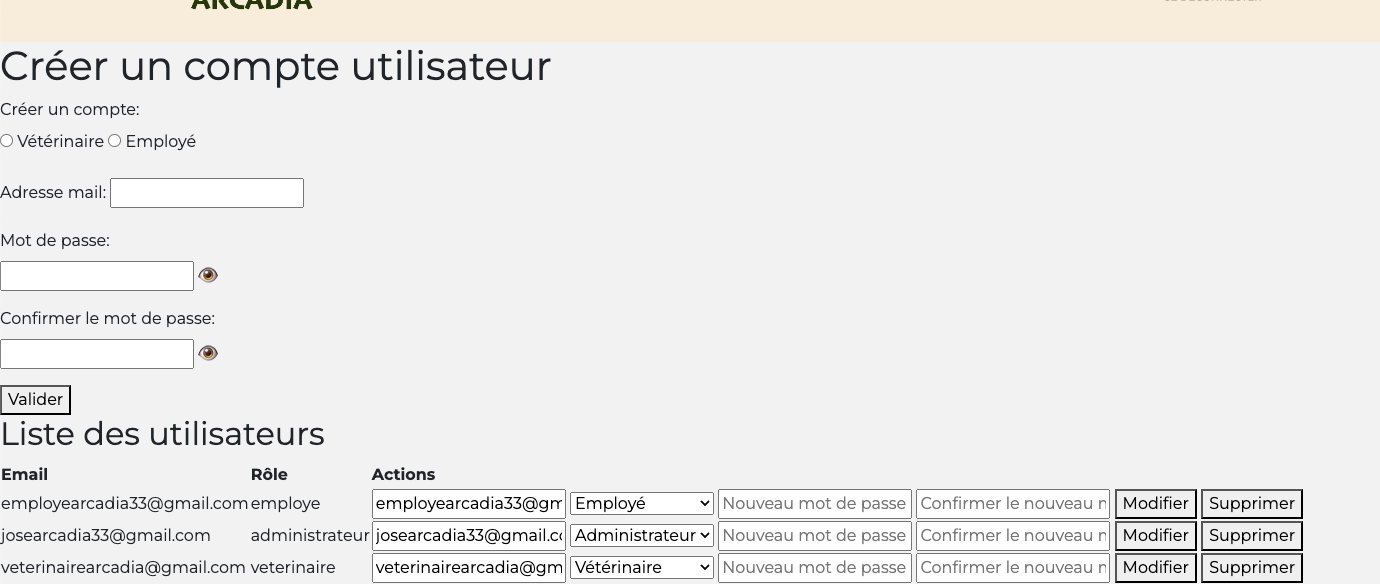 ARCADIA
Créer un compte utilisateur
Créer un compte:
Vétérinaire Employé
Adresse mail:
Mot de passe:
Confirmer le mot de passe:
Valider
Liste des utilisateurs
Email Rôle Actions
employearcadia33@gmail.com employe employearcadia33@gm Employé Nouveau mot de passe Confirmer le nouveau Modifier Supprimer
josearcadia33@gmail.com administrateur josearcadia33@gmail.cc Administrateur Nouveau mot de passe Confirmer le nouveau Modifier Supprimer
veterinairearcadia@gmail.com veterinaire veterinairearcadia@gm Vétérinaire Nouveau mot de passe Confirmer le nouveau Modifier Supprimer